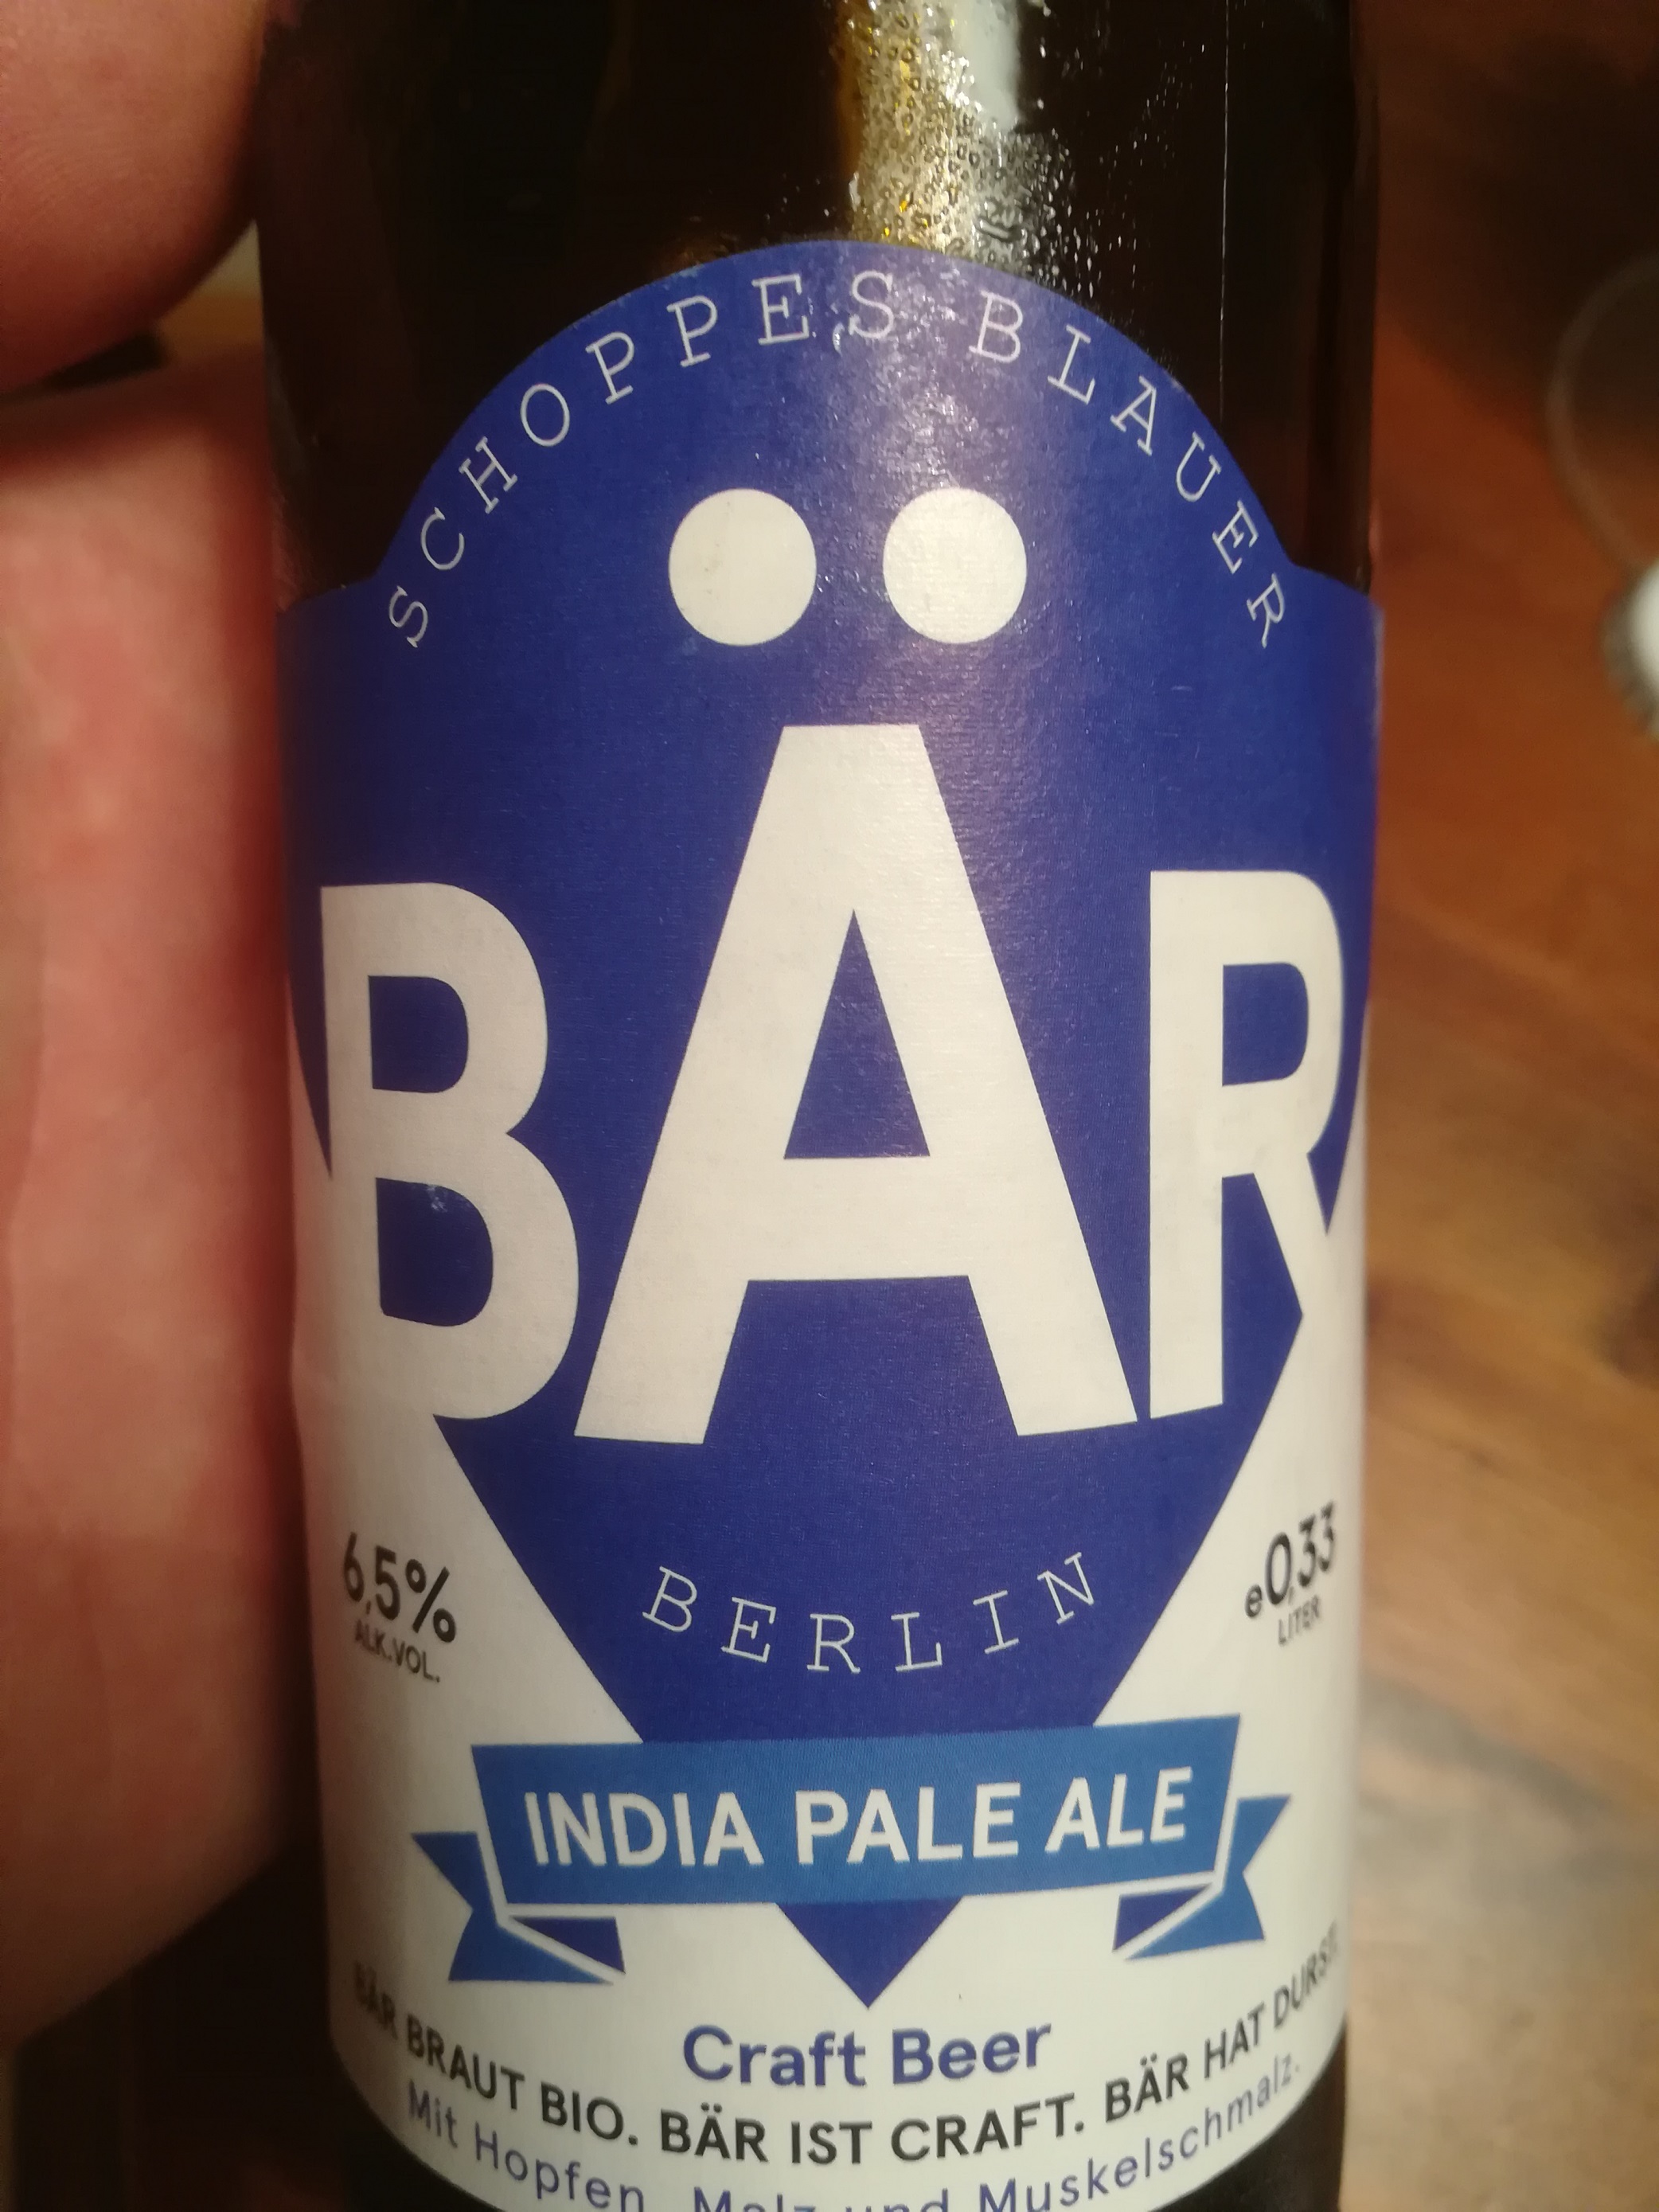 SCHOPPES BLAUER
BÄR
BERLIN
6,5%
ALK.VOL.
e0,33
LITER
INDIA PALE ALE
Craft Beer
BÄR BRAUT BIO. BÄR IST CRAFT. BÄR HAT DURST.
Mit Hopfen, Malz und Muskelschmalz.